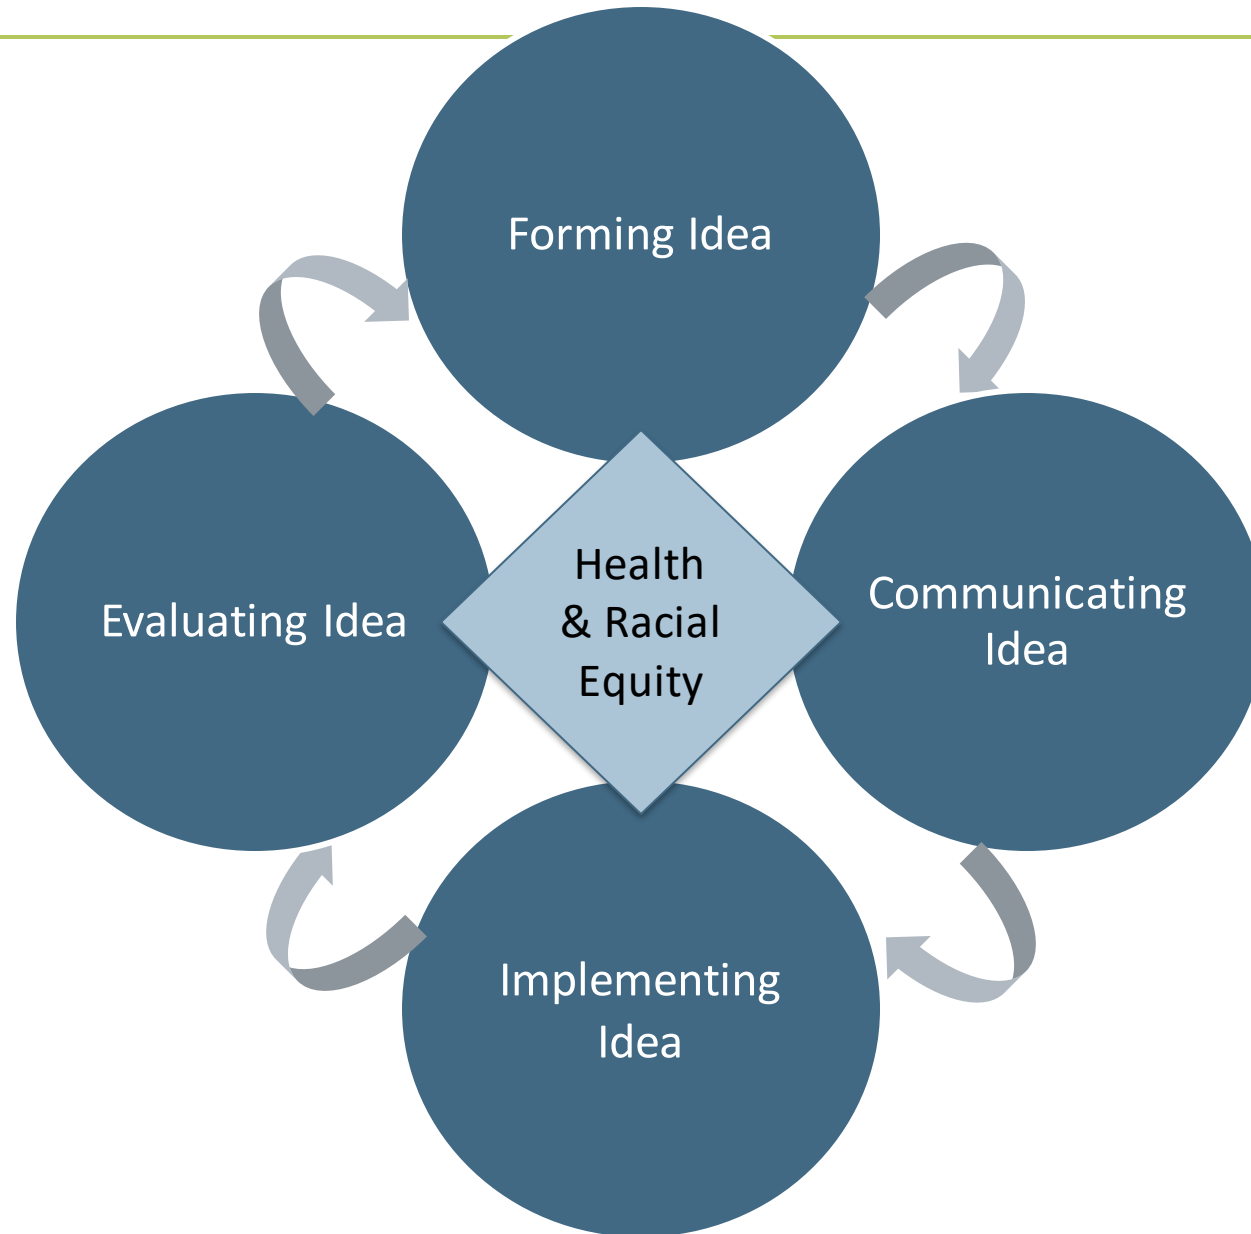 Forming Idea
Communicating
Idea
Health
& Racial
Equity
Evaluating Idea
Implementing
Idea